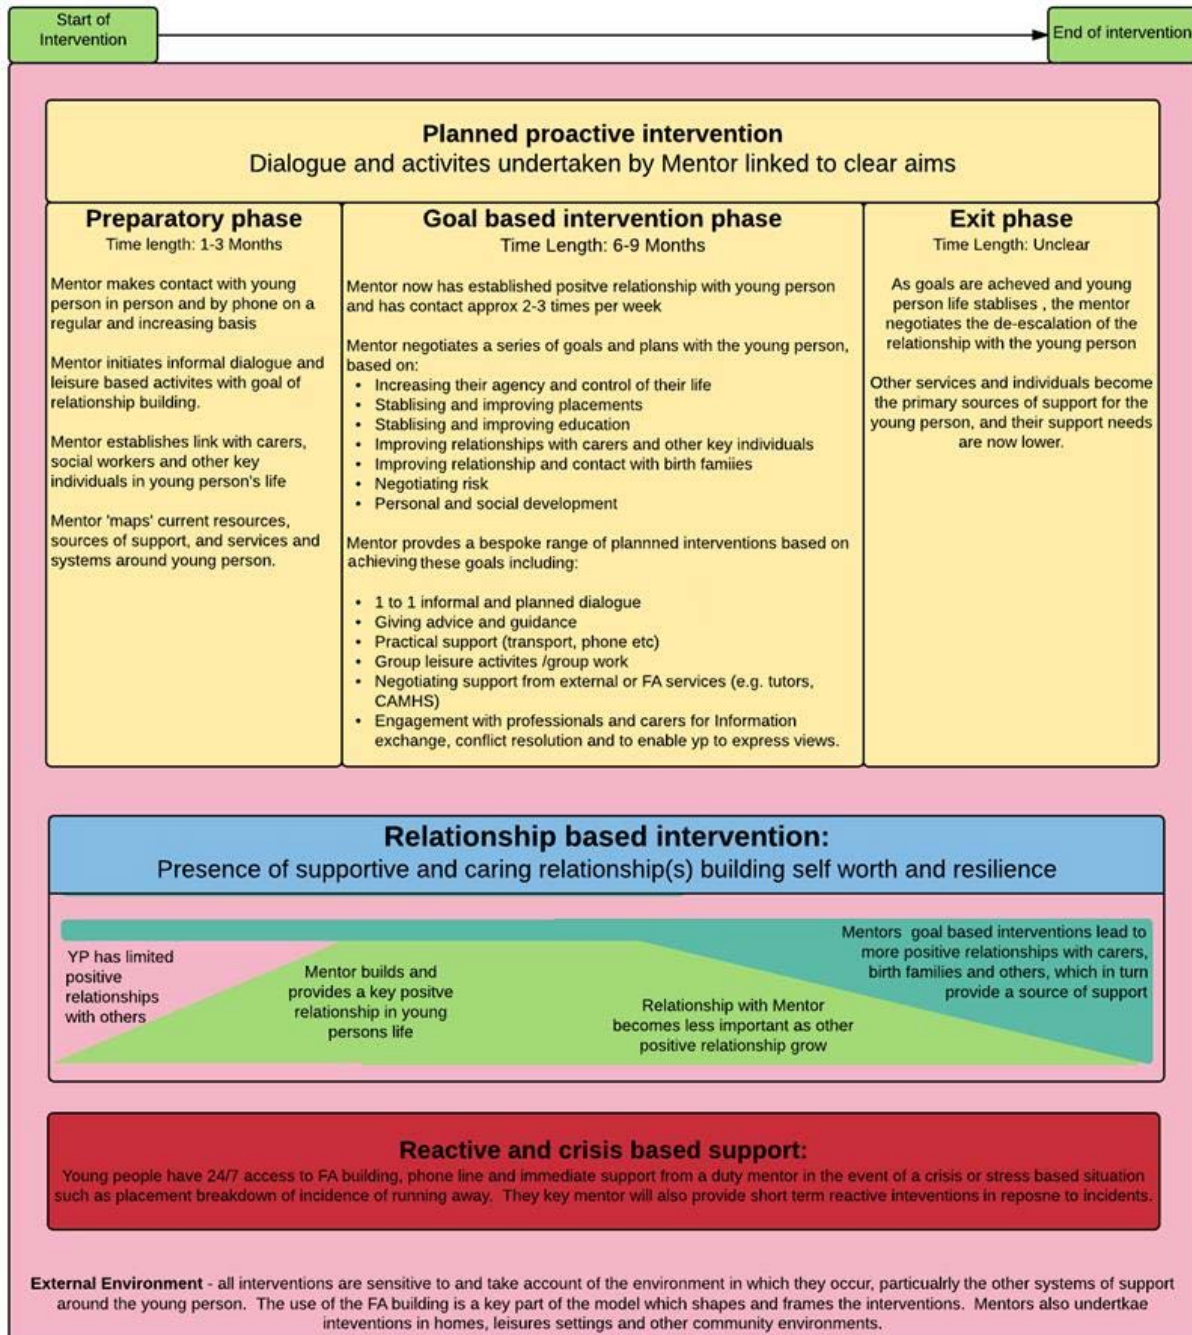 Start of
Intervention
End of intervention
Planned proactive intervention
Dialogue and activites undertaken by Mentor linked to clear aims
Preparatory phase
Time length: 1-3 Months
Mentor makes contact with young
person in person and by phone on a
regular and increasing basis
Mentor initiates informal dialogue and
leisure based activites with goal of
relationship building.
Mentor establishes link with carers,
social workers and other key
individuals in young person's life
Mentor 'maps' current resources,
sources of support, and services and
systems around young person.
Goal based intervention phase
Time Length: 6-9 Months
Mentor now has established positve relationship with young person
and has contact approx 2-3 times per week
Mentor negotiates a series of goals and plans with the young person,
based on:
• Increasing their agency and control of their life
• Stablising and improving placements
• Stablising and improving education
• Improving relationships with carers and other key individuals
• Improving relationship and contact with birth famiies
• Negotiating risk
• Personal and social development
Mentor provdes a bespoke range of plannned interventions based on
achieving these goals including:
• 1 to 1 informal and planned dialogue
• Giving advice and guidance
• Practical support (transport, phone etc)
• Group leisure activites /group work
• Negotiating support from external or FA services (e.g. tutors,
CAMHS)
• Engagement with professionals and carers for Information
exchange, conflict resolution and to enable yp to express views.
Exit phase
Time Length: Unclear
As goals are acheved and young
person life stablises , the mentor
negotiates the de-escalation of the
relationship with the young person
Other services and individuals become
the primary sources of support for the
young person, and their support needs
are now lower.
Relationship based intervention:
Presence of supportive and caring relationship(s) building self worth and resilience
YP has limited
positive
relationships
with others
Mentor builds and
provides a key positve
relationship in young
persons life
Relationship with Mentor
becomes less important as other
positive relationship grow
Mentors goal based interventions lead to
more positive relationships with carers,
birth families and others, which in turn
provide a source of support
Reactive and crisis based support:
Young people have 24/7 access to FA building, phone line and immediate support from a duty mentor in the event of a crisis or stress based situation
such as placement breakdown of incidence of running away. They key mentor will also provide short term reactive inteventions in reposne to incidents.
External Environment - all interventions are sensitive to and take account of the environment in which they occur, particualrly the other systems of support
around the young person. The use of the FA building is a key part of the model which shapes and frames the interventions. Mentors also undertkae
inteventions in homes, leisures settings and other community environments.